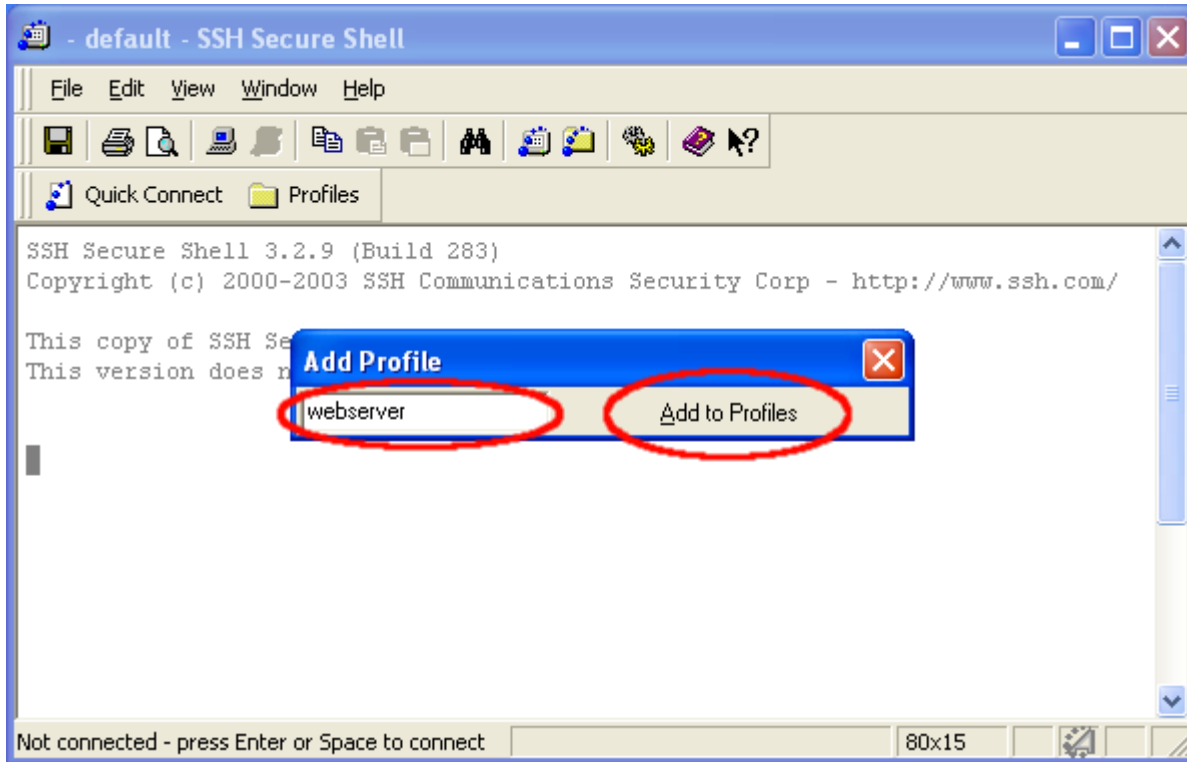 - default - SSH Secure Shell
File Edit View Window Help
Quick Connect Profiles
SSH Secure Shell 3.2.9 (Build 283)
Copyright (c) 2000-2003 SSH Communications Security Corp - http://www.ssh.com/
This copy of SSH Se
This version does n
Add Profile
webserver Add to Profiles
Not connected - press Enter or Space to connect 80x15